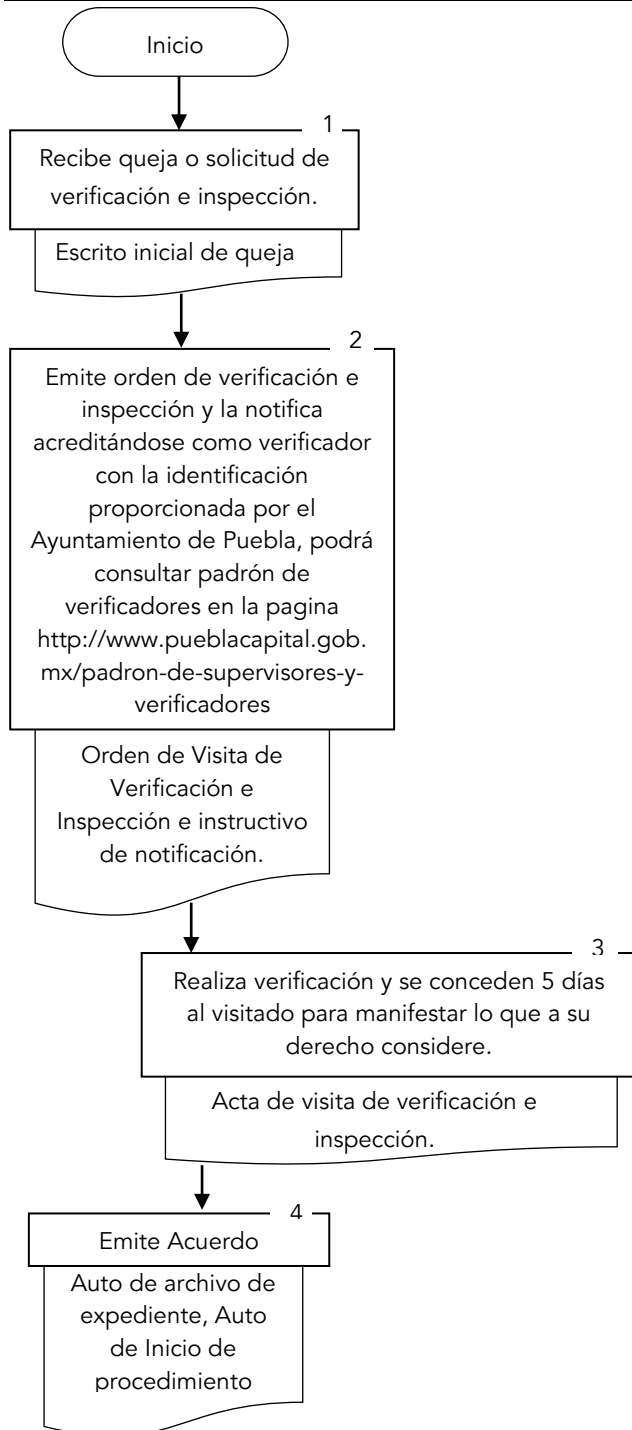 Inicio
1
Recibe queja o solicitud de
verificación e inspección.
Escrito inicial de queja
2
Emite orden de verificación e
inspección y la notifica
acreditándose como verificador
con la identificación
proporcionada por el
Ayuntamiento de Puebla, podrá
consultar padrón de
verificadores en la pagina
http://www.pueblacapital.gob.
mx/padron-de-supervisores-y-
verificadores
Orden de Visita de
Verificación e
Inspección e instructivo
de notificación.
3
Realiza verificación y se conceden 5 días
al visitado para manifestar lo que a su
derecho considere.
Acta de visita de verificación e
inspección.
4
Emite Acuerdo
Auto de archivo de
expediente, Auto
de Inicio de
procedimiento